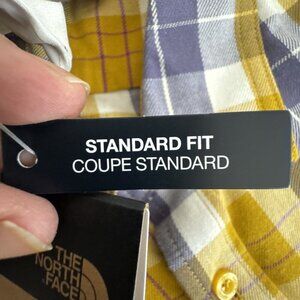 STANDARD FIT
COUPE STANDARD
THE
NORTH
FACE